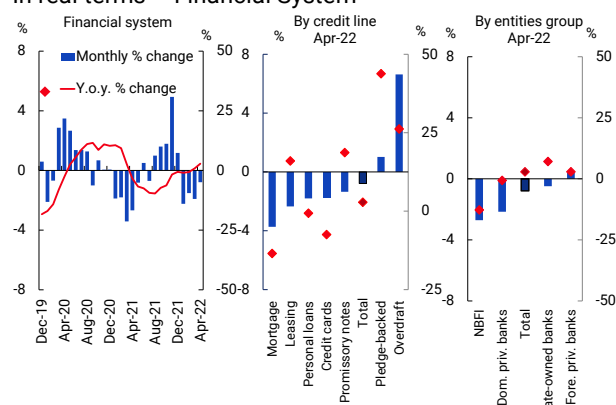 in real terms – Financial System
Financial system
%
%
8
4
0
-4
-8
50
25
0
-25
-50
Monthly % change
Y.o.y. % change
Dec-19
Apr-20
Aug-20
Dec-20
Apr-21
Aug-21
Dec-21
Apr-22
By credit line
Apr-22
%
%
8
4
0
-4
-8
50
25
0
-25
Mortgage
Leasing
Personal loans
Credit cards
Promissory notes
Total
Pledge-backed
Overdraft
By entities group
Apr-22
%
%
8
4
0
-4
-8
50
25
0
-25
-50
NBFI
Dom. priv. banks
Total
ate-owned banks
Fore. priv. banks